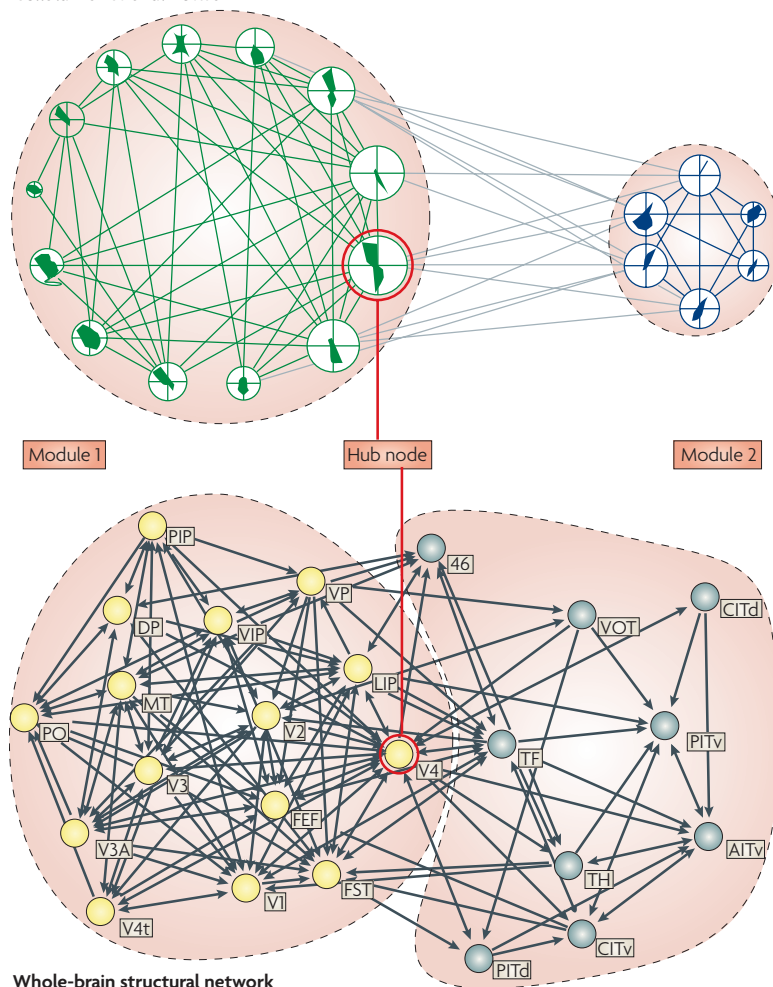 Module 1
Hub node
Module 2
PIP
46
VP
CITd
DP
VIP
VOT
LIP
MT
PO
V2
PITv
TF
V4
V3
FEF
V3A
AITv
TH
FST
V1
V4t
CITv
PITd
Whole-brain structural network